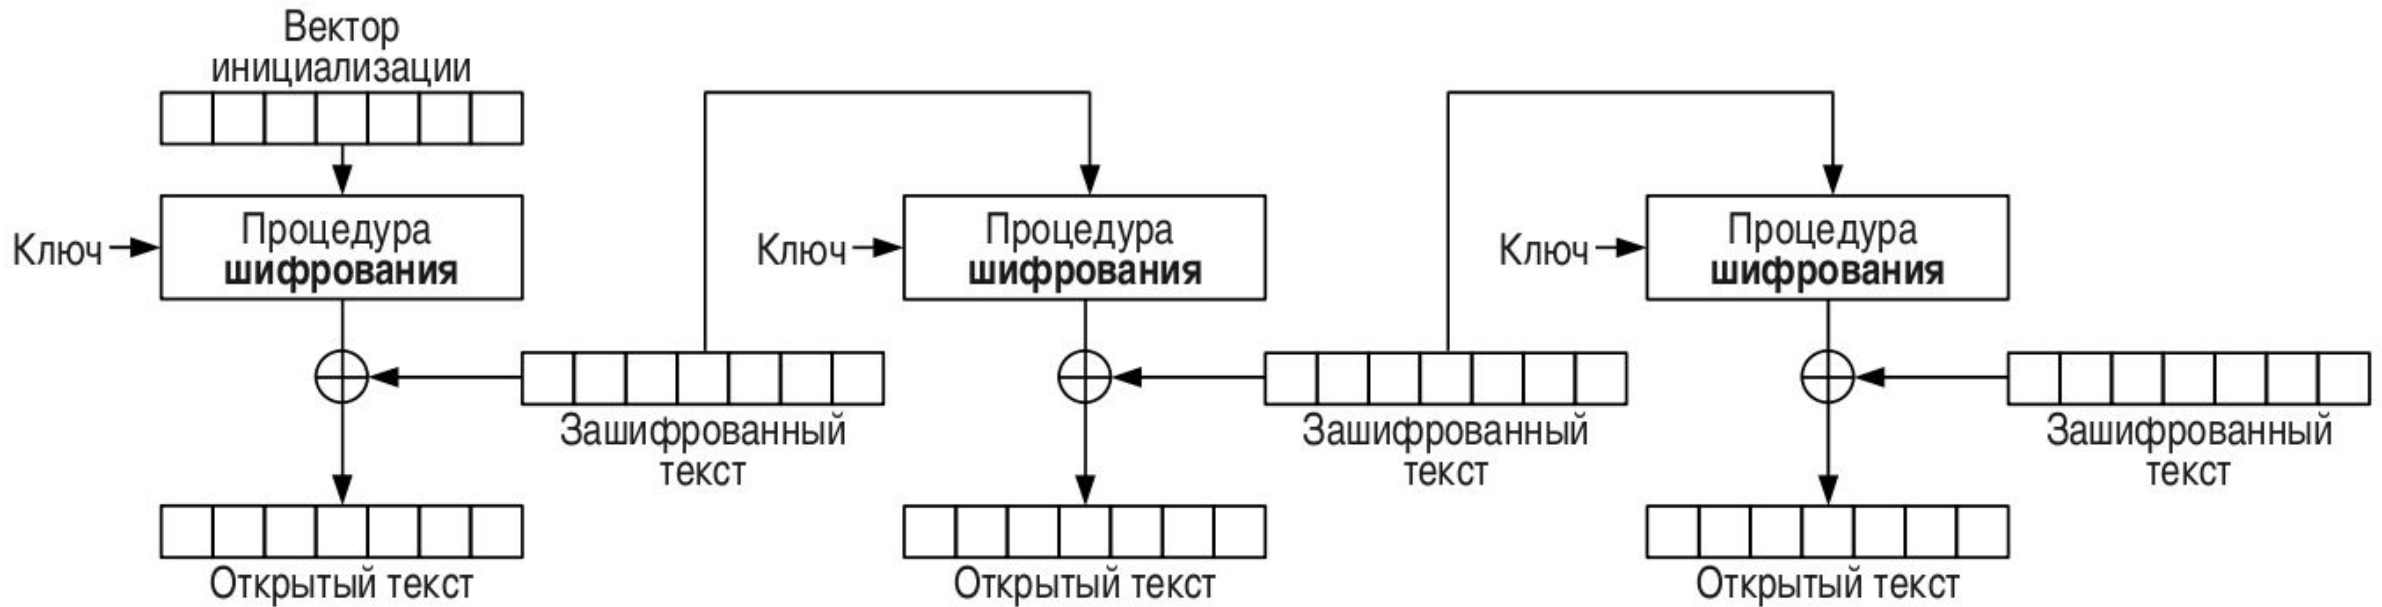 Вектор
инициализации
Ключ
Процедура
шифрования
Ключ
Процедура
шифрования
Ключ
Процедура
шифрования
Зашифрованный
текст
Зашифрованный
текст
Зашифрованный
текст
Открытый текст
Открытый текст
Открытый текст